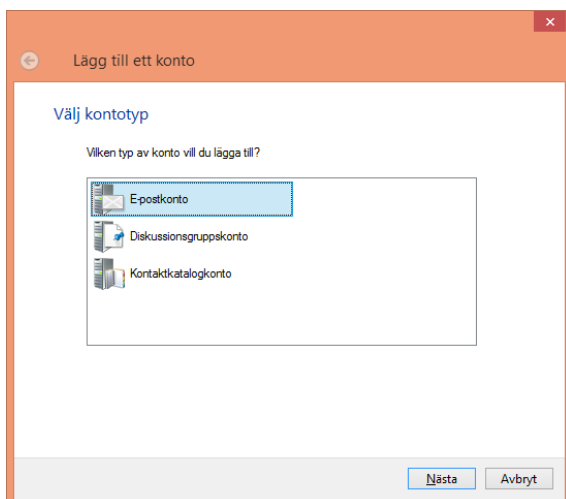 Lägg till ett konto
Välj kontotyp
Vilken typ av konto vill du lägga till?
E-postkonto
Diskussionsgruppskonto
Kontaktkatalogkonto
Nästa Avbryt